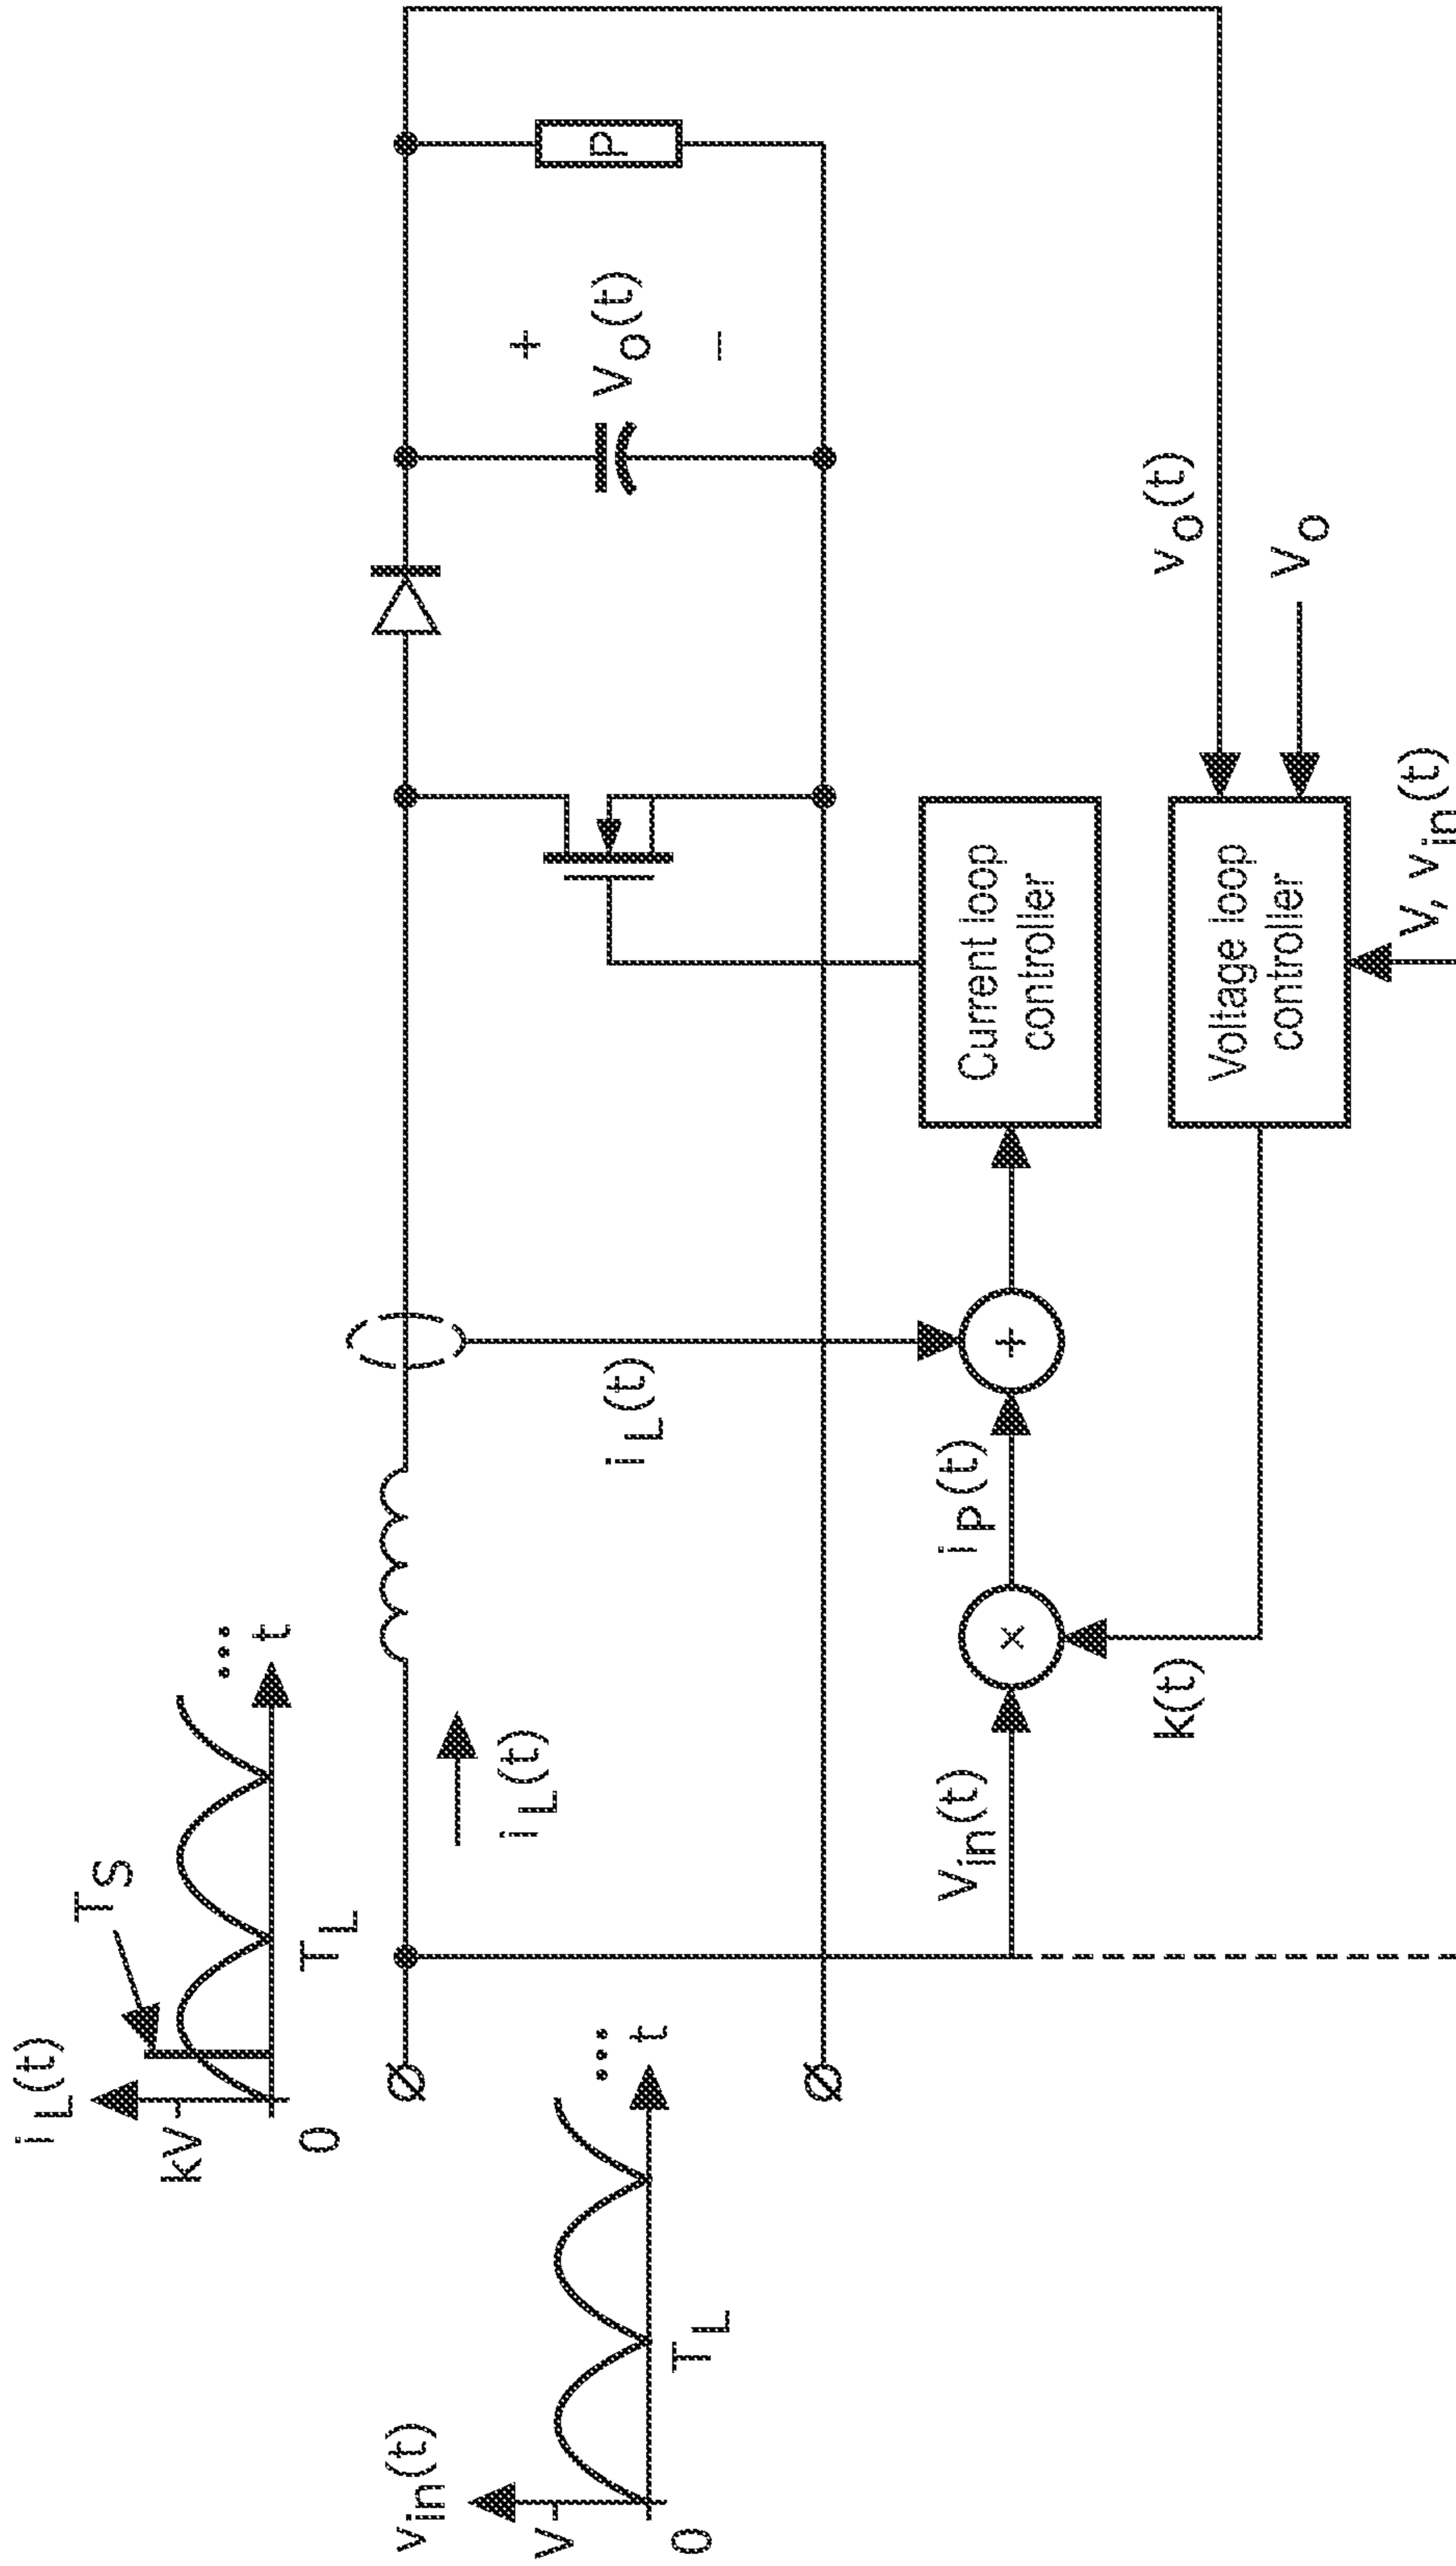 iL(t)
kV
TS
0
TL
... t
vin(t)
V
0
TL
... t
iL(t)
iL(t)
+
vo(t)
−
P
Vin(t)
×
iP(t)
+
k(t)
Current loop
controller
Voltage loop
controller
vo(t)
Vo
V, vin(t)